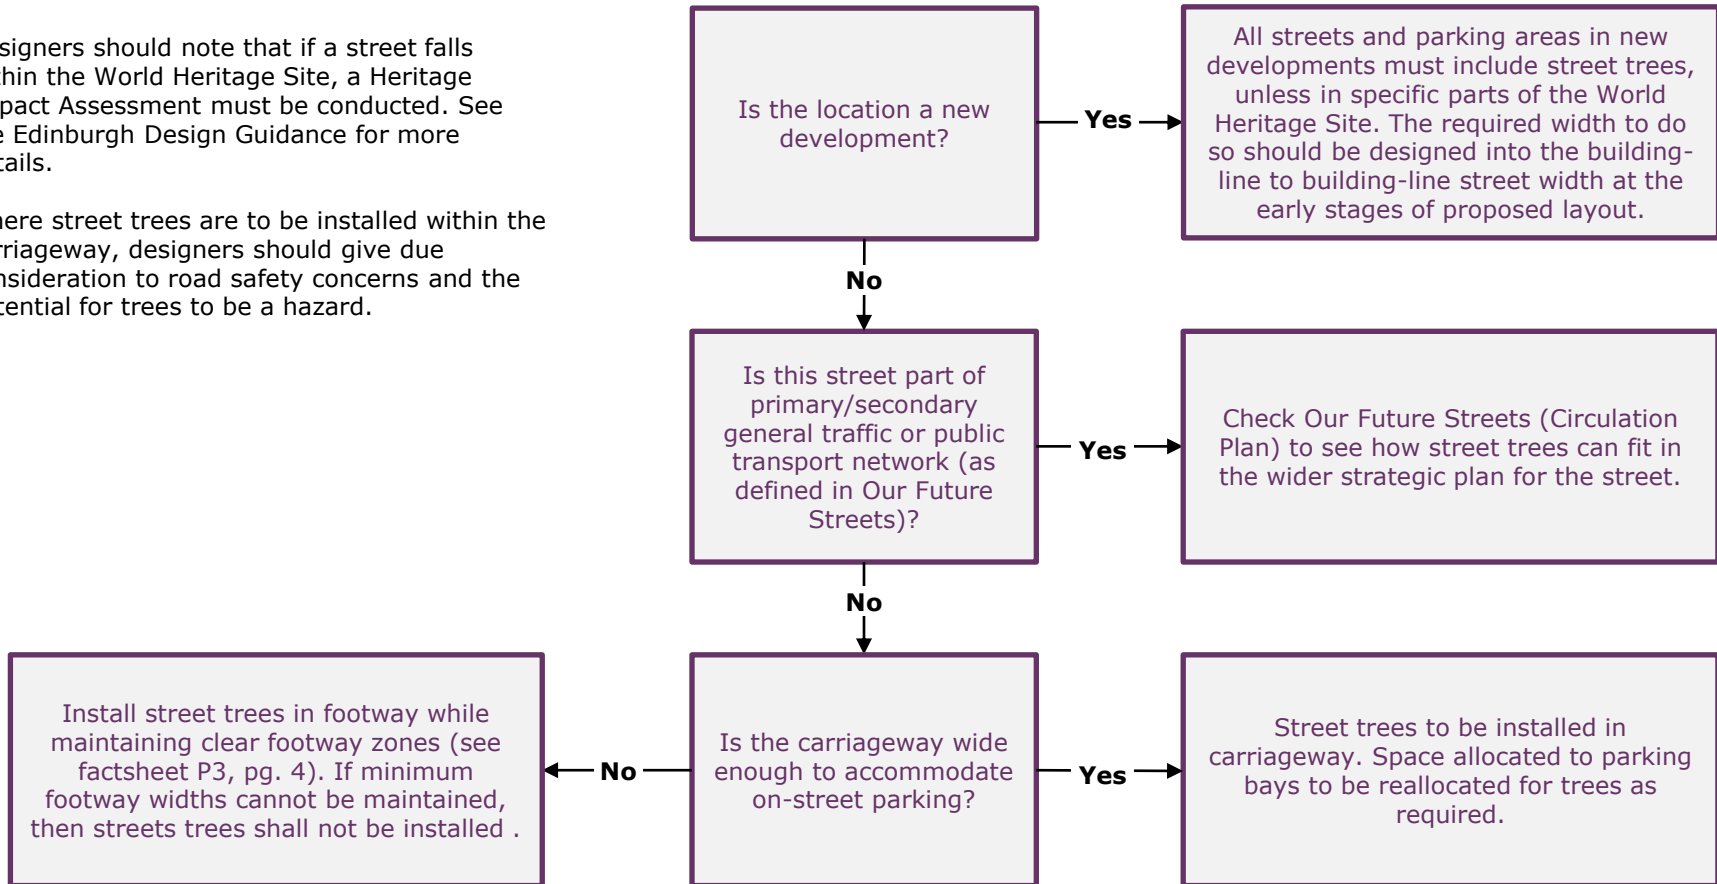 signers should note that if a street falls
thin the World Heritage Site, a Heritage
pact Assessment must be conducted. See
e Edinburgh Design Guidance for more
tails.
ere street trees are to be installed within the
rriageway, designers should give due
nsideration to road safety concerns and the
tential for trees to be a hazard.
Is the location a new
development?
Yes
All streets and parking areas in new
developments must include street trees,
unless in specific parts of the World
Heritage Site. The required width to do
so should be designed into the building-
line to building-line street width at the
early stages of proposed layout.
No
Is this street part of
primary/secondary
general traffic or public
transport network (as
defined in Our Future
Streets)?
Yes
Check Our Future Streets (Circulation
Plan) to see how street trees can fit in
the wider strategic plan for the street.
No
Install street trees in footway while
maintaining clear footway zones (see
factsheet P3, pg. 4). If minimum
footway widths cannot be maintained,
then streets trees shall not be installed .
No
Is the carriageway wide
enough to accommodate
on-street parking?
Yes
Street trees to be installed in
carriageway. Space allocated to parking
bays to be reallocated for trees as
required.